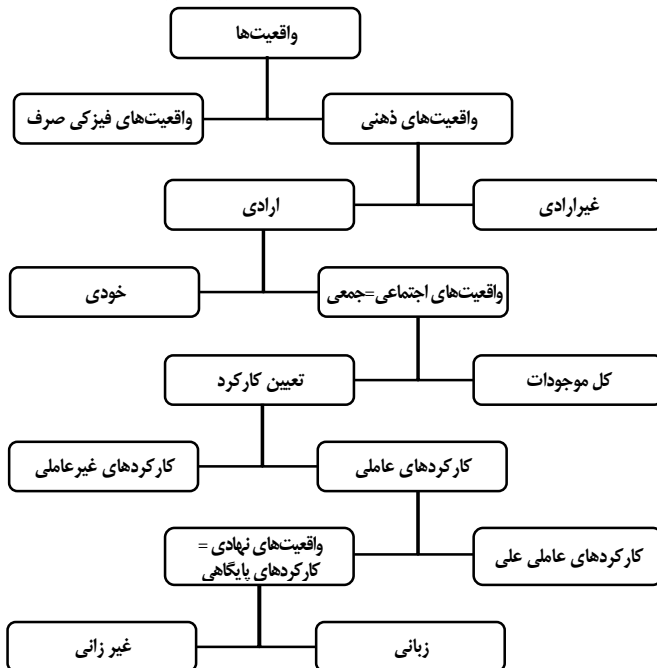 واقعیت‌ها
واقعیت‌های ذهنی
واقعیت‌های فیزکی صرف
غیرارادی
ارادی
واقعیت‌های اجتماعی=جمعی
خودی
کل موجودات
تعیین کارکرد
کارکردهای عاملی
کارکردهای غیرعاملی
کارکردهای عاملی علی
واقعیت‌های نهادی =
کارکردهای پایگاهی
زبانی
غیر زانی